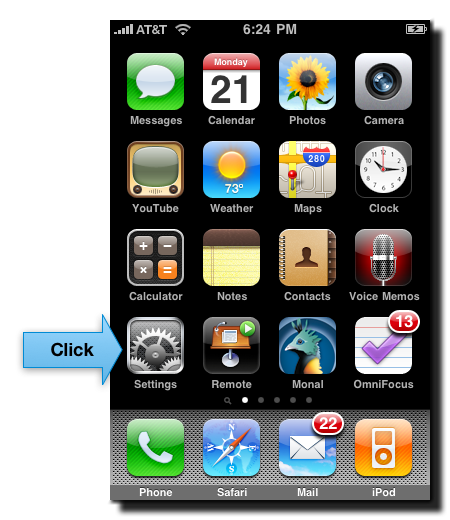 AT&T 6:24 PM
Monday
21
280
Messages Calendar Photos Camera
73°
YouTube Weather Maps Clock
+ −
× =
Calculator Notes Contacts Voice Memos
13
Click
Settings Remote Monal OmniFocus
22
N
W E
S
Phone Safari Mail iPod